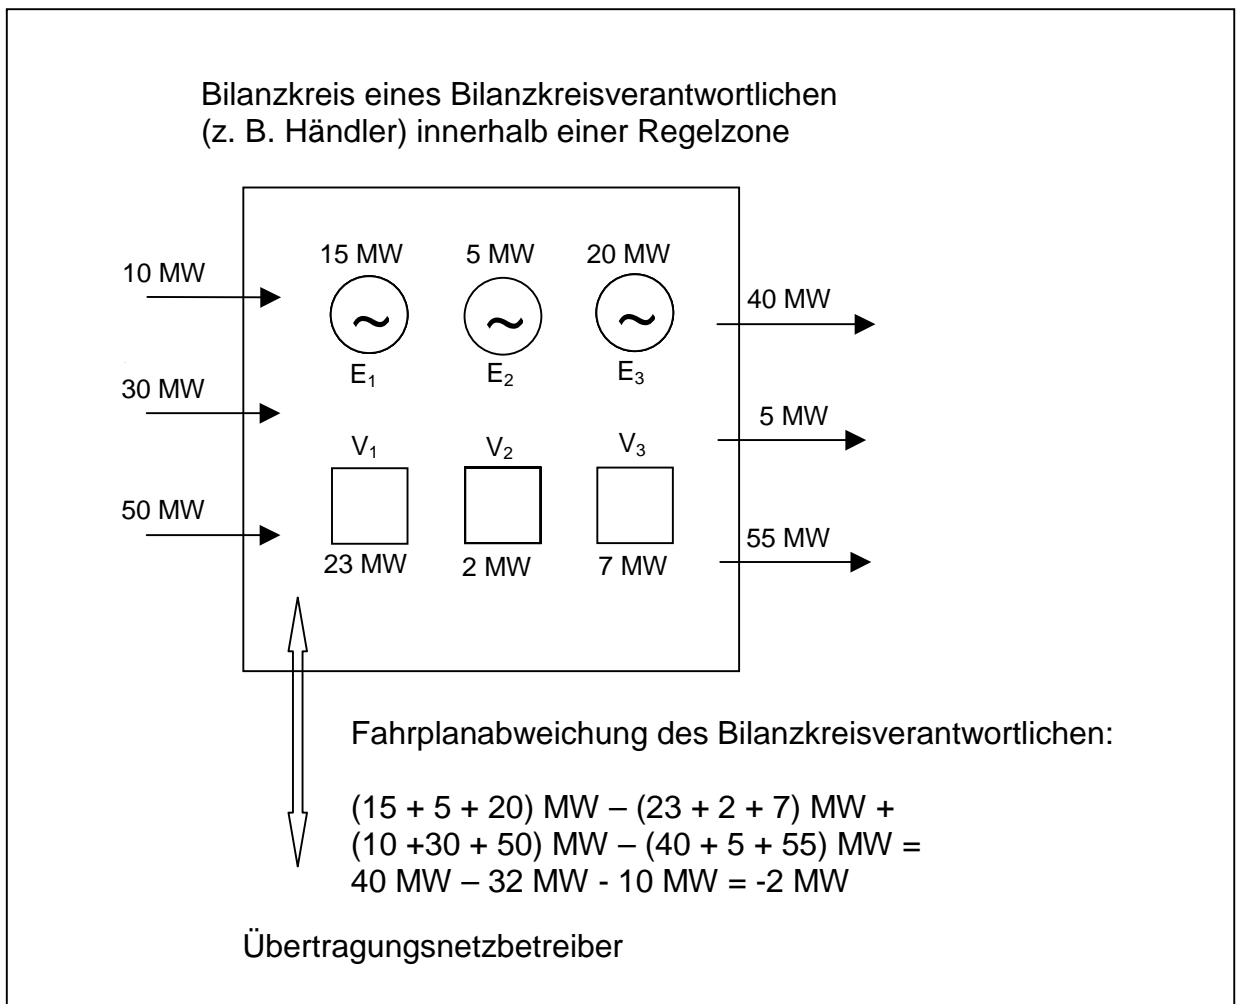 Bilanzkreis eines Bilanzkreisverantwortlichen
(z. B. Händler) innerhalb einer Regelzone
15 MW 5 MW 20 MW
10 MW
40 MW
~ ~ ~
E₁ E₂ E₃
30 MW
5 MW
V₁ V₂ V₃
50 MW
55 MW
23 MW 2 MW 7 MW
Fahrplanabweichung des Bilanzkreisverantwortlichen:
(15 + 5 + 20) MW – (23 + 2 + 7) MW +
(10 +30 + 50) MW – (40 + 5 + 55) MW =
40 MW – 32 MW - 10 MW = -2 MW
Übertragungsnetzbetreiber